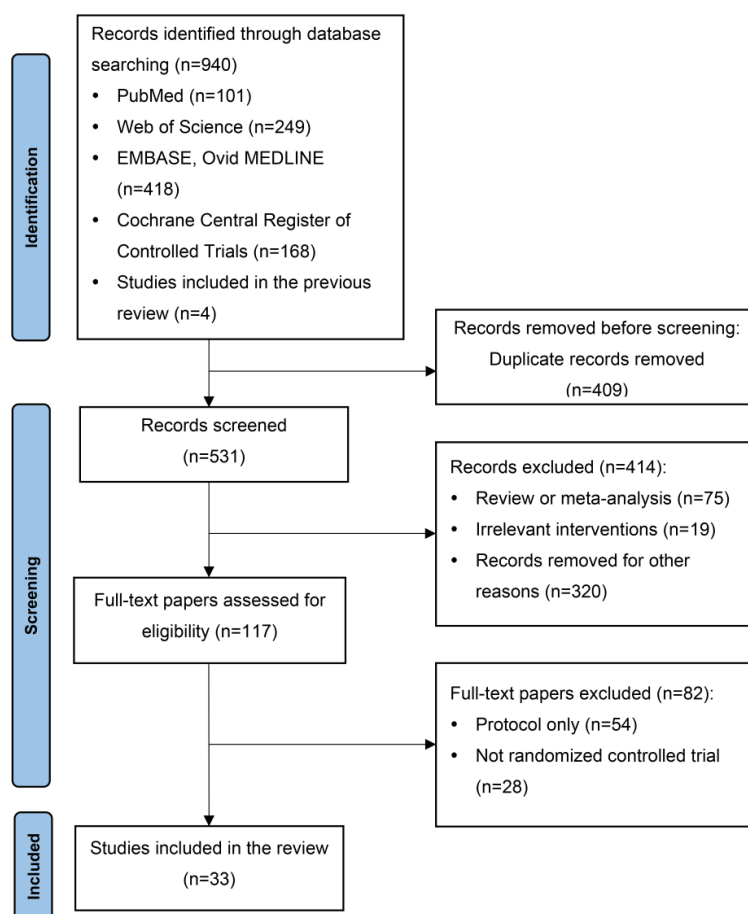 Identification
Records identified through database
searching (n=940)
• PubMed (n=101)
• Web of Science (n=249)
• EMBASE, Ovid MEDLINE
(n=418)
• Cochrane Central Register of
Controlled Trials (n=168)
• Studies included in the previous
review (n=4)
Records removed before screening:
Duplicate records removed
(n=409)
Screening
Records screened
(n=531)
Records excluded (n=414):
• Review or meta-analysis (n=75)
• Irrelevant interventions (n=19)
• Records removed for other
reasons (n=320)
Full-text papers assessed for
eligibility (n=117)
Full-text papers excluded (n=82):
• Protocol only (n=54)
• Not randomized controlled trial
(n=28)
Included
Studies included in the review
(n=33)